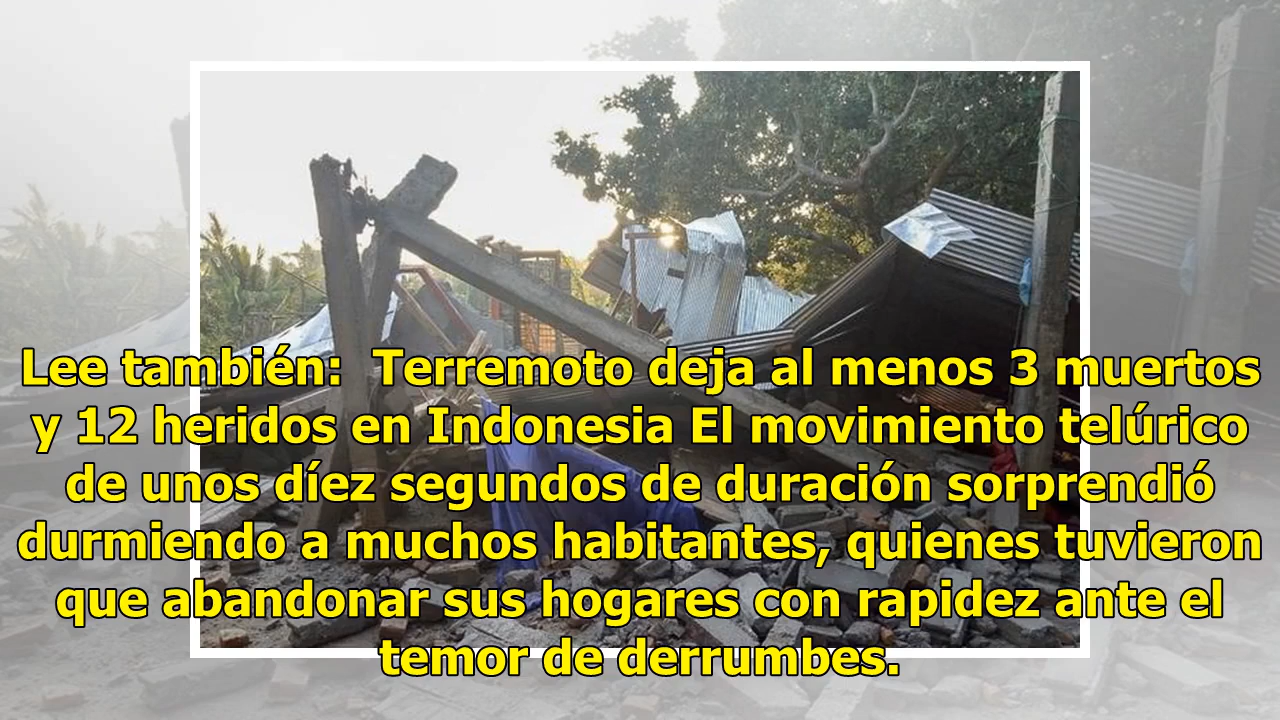 Lee también:  Terremoto deja al menos 3 muertos
y 12 heridos en Indonesia El movimiento telúrico
de unos díez segundos de duración sorprendió
durmiendo a muchos habitantes, quienes tuvieron
que abandonar sus hogares con rapidez ante el
temor de derrumbes.